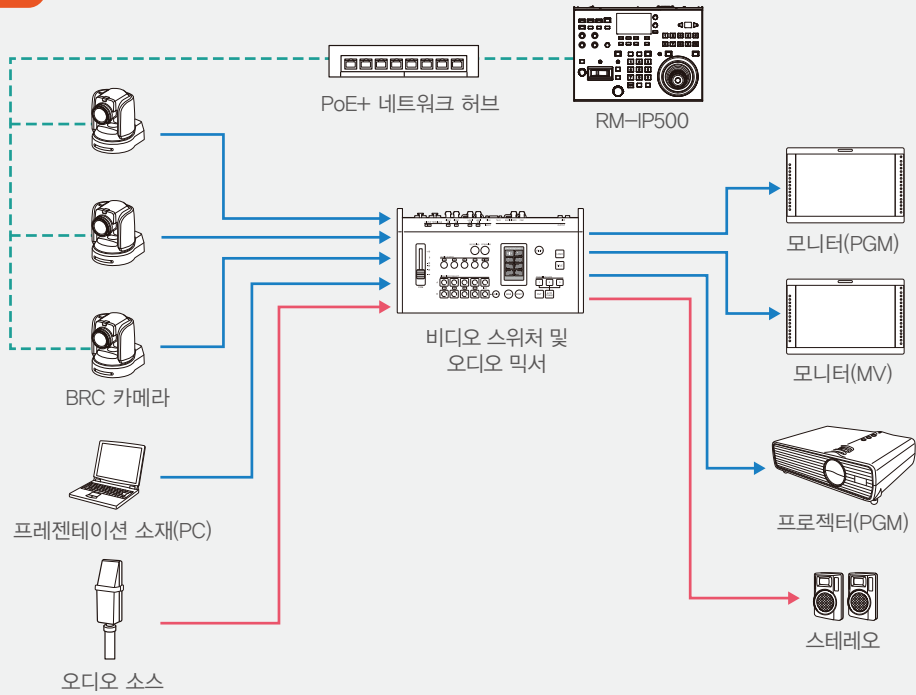 PoE+ 네트워크 허브
RM-IP500
모니터(PGM)
비디오 스위처 및
오디오 믹서
모니터(MV)
BRC 카메라
프로젝터(PGM)
프레젠테이션 소재(PC)
스테레오
오디오 소스